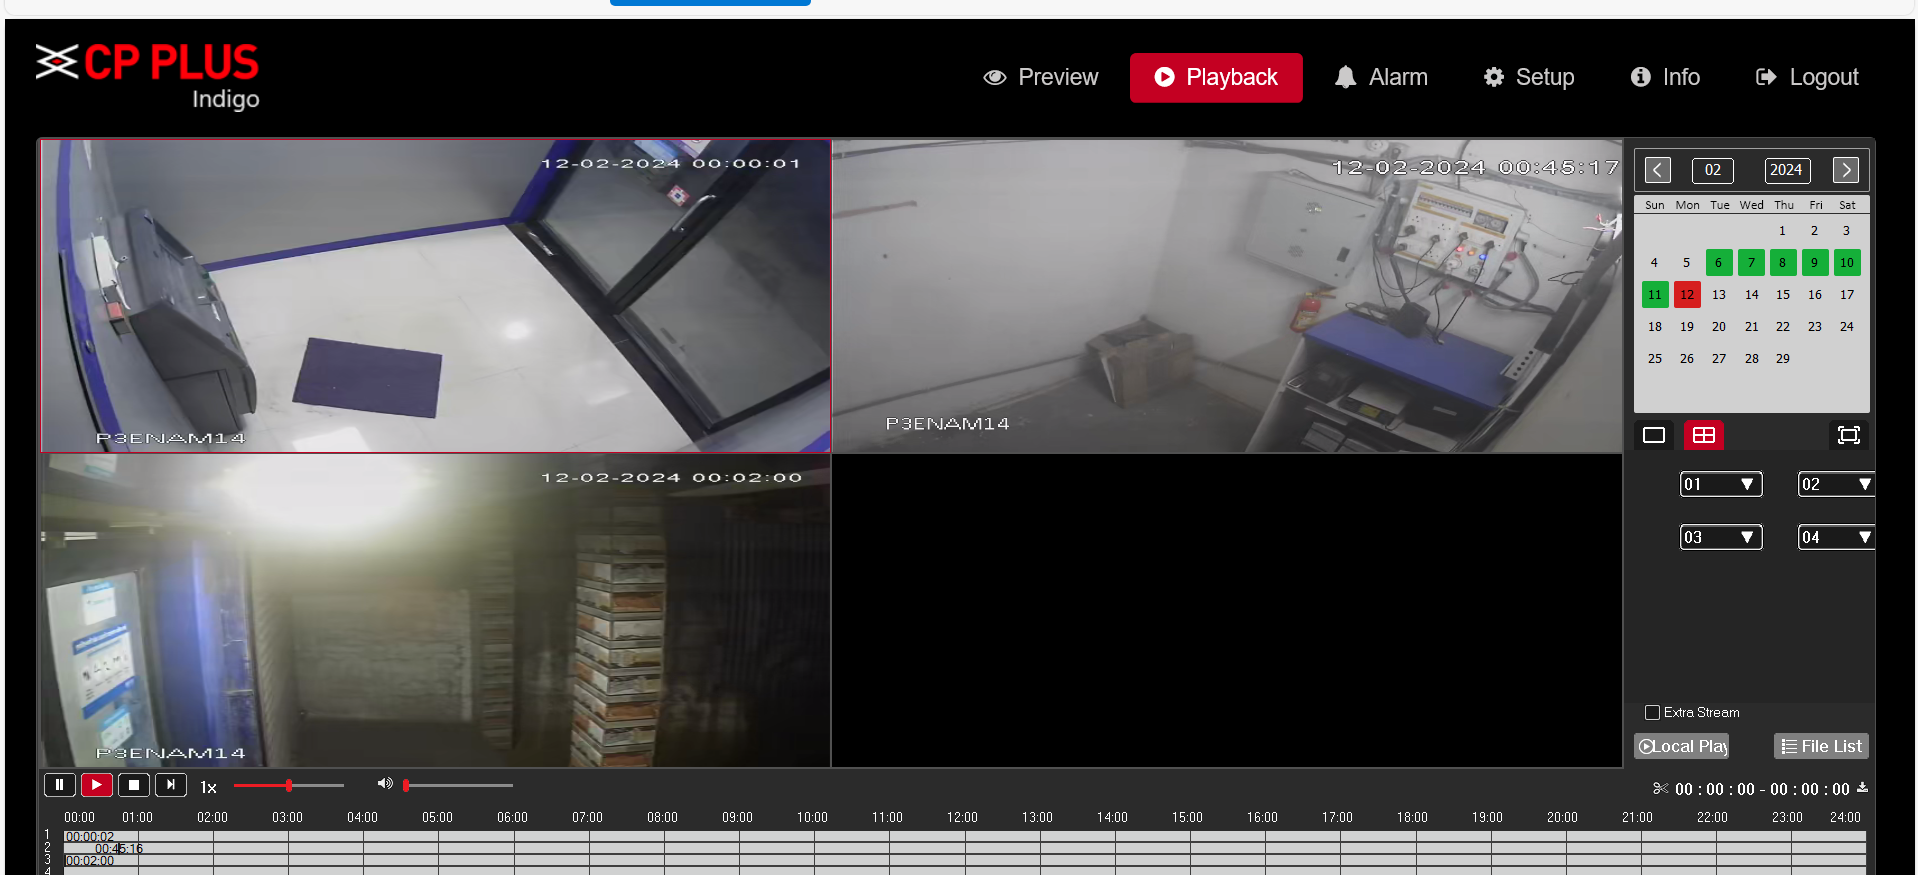 CP PLUS
Indigo
Preview
Playback
Alarm
Setup
Info
Logout
12-02-2024 00:00:01
P3ENAM14
12-02-2024 00:45:17
P3ENAM14
12-02-2024 00:02:00
P3ENAM14
02 2024
Sun Mon Tue Wed Thu Fri Sat
1 2 3
4 5 6 7 8 9 10
11 12 13 14 15 16 17
18 19 20 21 22 23 24
25 26 27 28 29
01 02
03 04
Extra Stream
Local Play
File List
1x
00 : 00 : 00 - 00 : 00 : 00
00:00 01:00 02:00 03:00 04:00 05:00 06:00 07:00 08:00 09:00 10:00 11:00 12:00 13:00 14:00 15:00 16:00 17:00 18:00 19:00 20:00 21:00 22:00 23:00 24:00
1 00:00:02
2 00:45:16
3 00:02:00
4